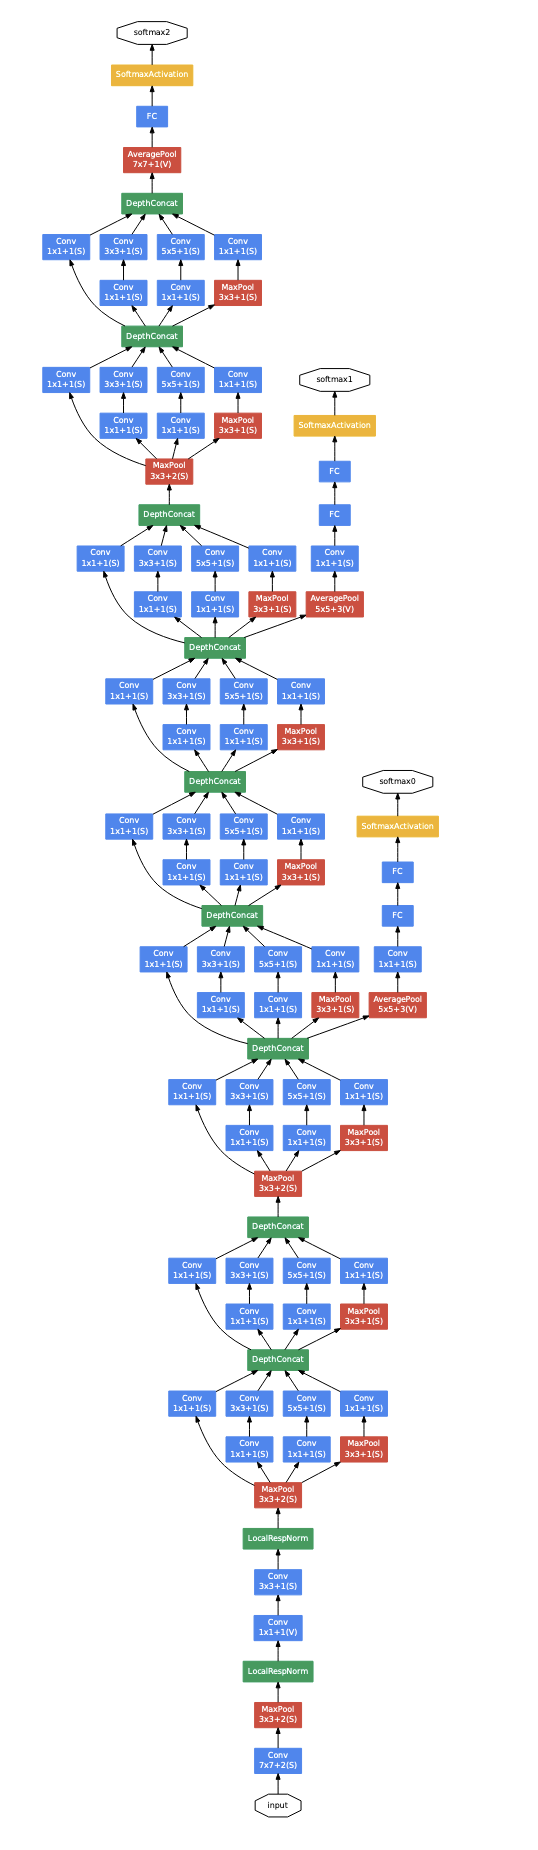 softmax2
SoftmaxActivation
FC
AveragePool
7x7+1(V)
DepthConcat
Conv
1x1+1(S)
Conv
3x3+1(S)
Conv
5x5+1(S)
Conv
1x1+1(S)
Conv
1x1+1(S)
Conv
1x1+1(S)
MaxPool
3x3+1(S)
DepthConcat
Conv
1x1+1(S)
Conv
3x3+1(S)
Conv
5x5+1(S)
Conv
1x1+1(S)
softmax1
Conv
1x1+1(S)
Conv
1x1+1(S)
MaxPool
3x3+1(S)
SoftmaxActivation
MaxPool
3x3+2(S)
FC
DepthConcat
FC
Conv
1x1+1(S)
Conv
3x3+1(S)
Conv
5x5+1(S)
Conv
1x1+1(S)
Conv
1x1+1(S)
Conv
1x1+1(S)
Conv
1x1+1(S)
MaxPool
3x3+1(S)
AveragePool
5x5+3(V)
DepthConcat
Conv
1x1+1(S)
Conv
3x3+1(S)
Conv
5x5+1(S)
Conv
1x1+1(S)
Conv
1x1+1(S)
Conv
1x1+1(S)
MaxPool
3x3+1(S)
DepthConcat
softmax0
Conv
1x1+1(S)
Conv
3x3+1(S)
Conv
5x5+1(S)
Conv
1x1+1(S)
SoftmaxActivation
Conv
1x1+1(S)
Conv
1x1+1(S)
MaxPool
3x3+1(S)
FC
DepthConcat
FC
Conv
1x1+1(S)
Conv
3x3+1(S)
Conv
5x5+1(S)
Conv
1x1+1(S)
Conv
1x1+1(S)
Conv
1x1+1(S)
Conv
1x1+1(S)
MaxPool
3x3+1(S)
AveragePool
5x5+3(V)
DepthConcat
Conv
1x1+1(S)
Conv
3x3+1(S)
Conv
5x5+1(S)
Conv
1x1+1(S)
Conv
1x1+1(S)
Conv
1x1+1(S)
MaxPool
3x3+1(S)
MaxPool
3x3+2(S)
DepthConcat
Conv
1x1+1(S)
Conv
3x3+1(S)
Conv
5x5+1(S)
Conv
1x1+1(S)
Conv
1x1+1(S)
Conv
1x1+1(S)
MaxPool
3x3+1(S)
DepthConcat
Conv
1x1+1(S)
Conv
3x3+1(S)
Conv
5x5+1(S)
Conv
1x1+1(S)
Conv
1x1+1(S)
Conv
1x1+1(S)
MaxPool
3x3+1(S)
MaxPool
3x3+2(S)
LocalRespNorm
Conv
3x3+1(S)
Conv
1x1+1(V)
LocalRespNorm
MaxPool
3x3+2(S)
Conv
7x7+2(S)
input